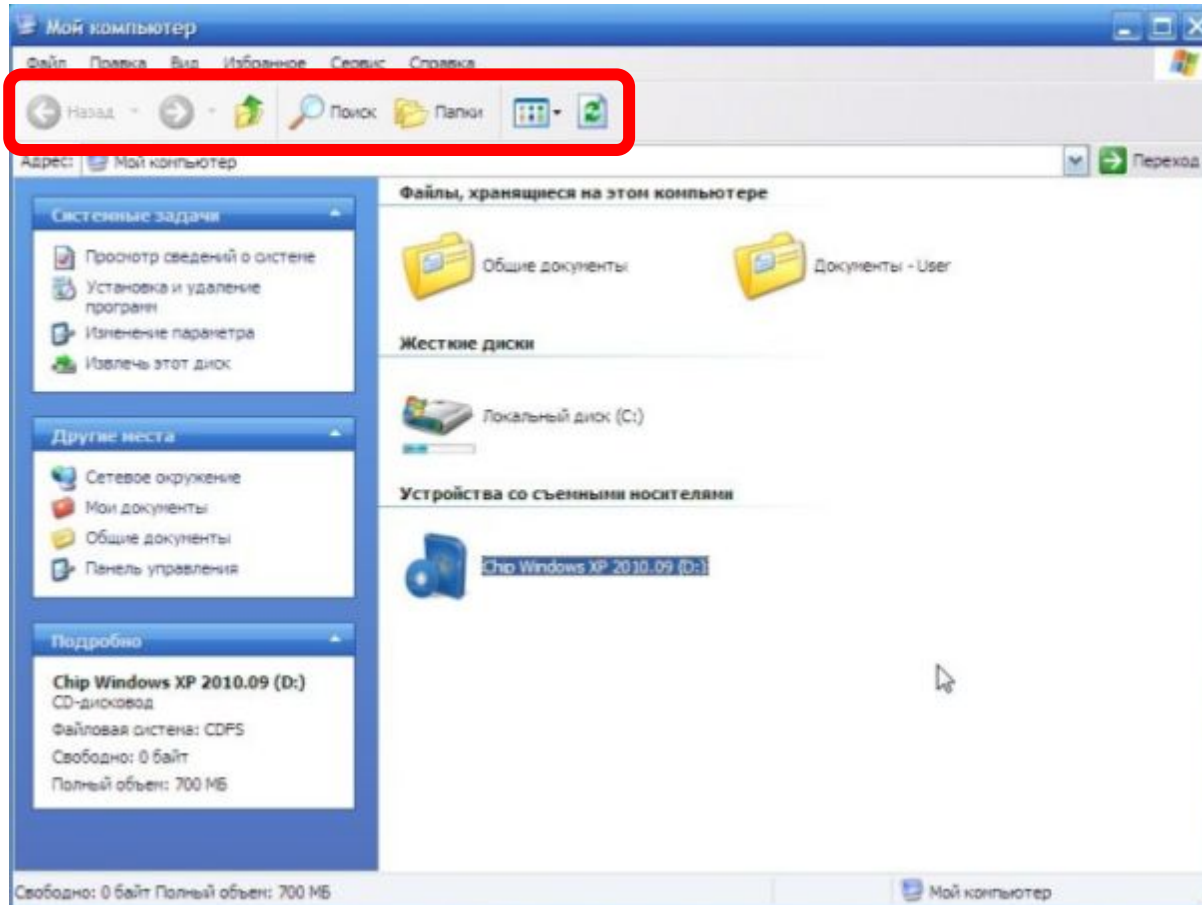 Мой компьютер
Файл Правка Вид Избранное Сервис Справка
Назад Поиск Папки
Адрес: Мой компьютер Переход
Системные задачи
Просмотр сведений о системе
Установка и удаление
программ
Изменение параметра
Извлечь этот диск
Другие места
Сетевое окружение
Мои документы
Общие документы
Панель управления
Подробно
Chip Windows XP 2010.09 (D:)
CD-дисковод
Файловая система: CDFS
Свободно: 0 байт
Полный объем: 700 МБ
Файлы, хранящиеся на этом компьютере
Общие документы Документы - User
Жесткие диски
Локальный диск (C:)
Устройства со съемными носителями
Chip Windows XP 2010.09 (D:)
Свободно: 0 байт Полный объем: 700 МБ Мой компьютер